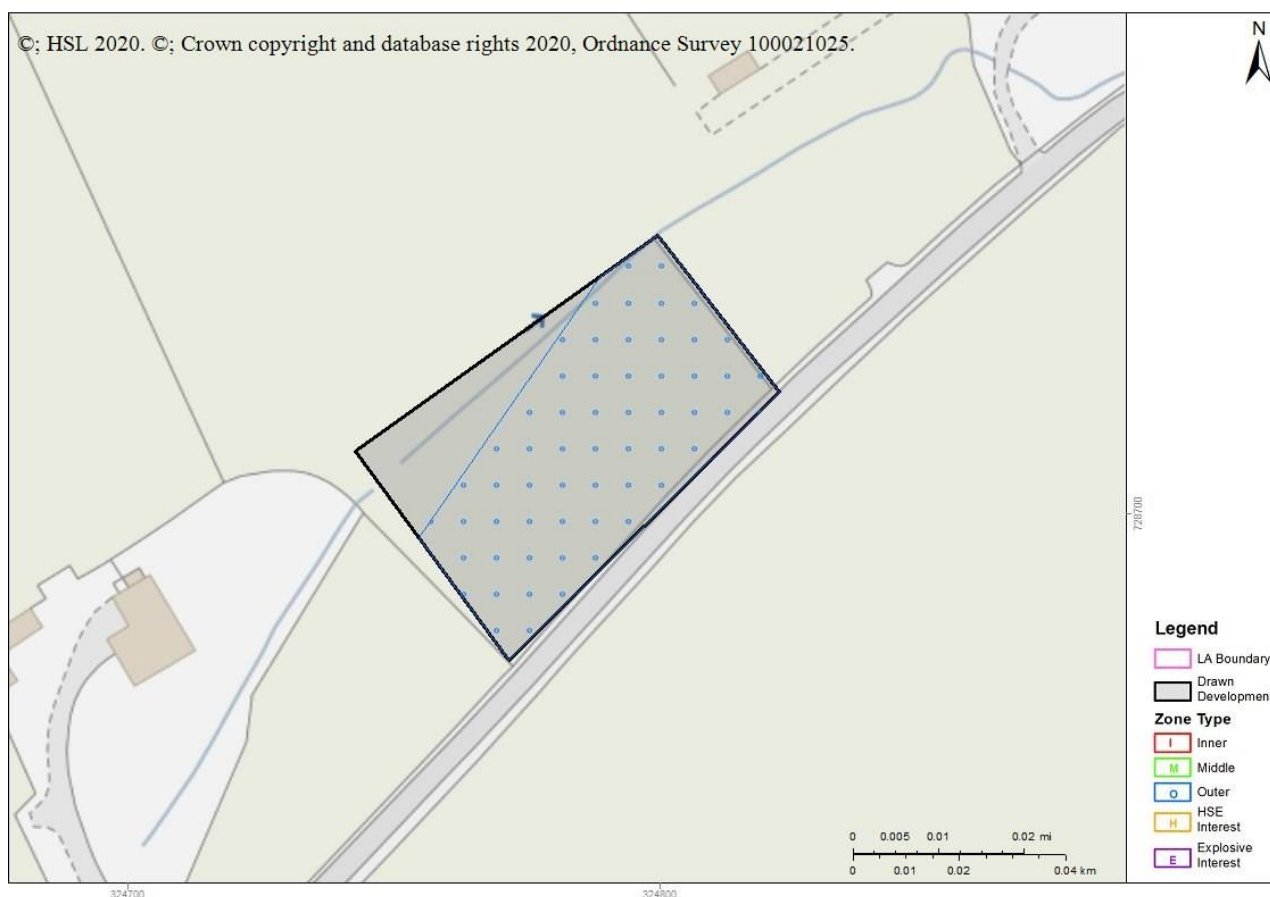 ©; HSL 2020. ©; Crown copyright and database rights 2020, Ordnance Survey 100021025.
N
728700
Legend
LA Boundary
Drawn
Development
Zone Type
I Inner
M Middle
O Outer
H HSE
Interest
E Explosive
Interest
0 0.005 0.01 0.02 mi
0 0.01 0.02 0.04 km
324700 324800